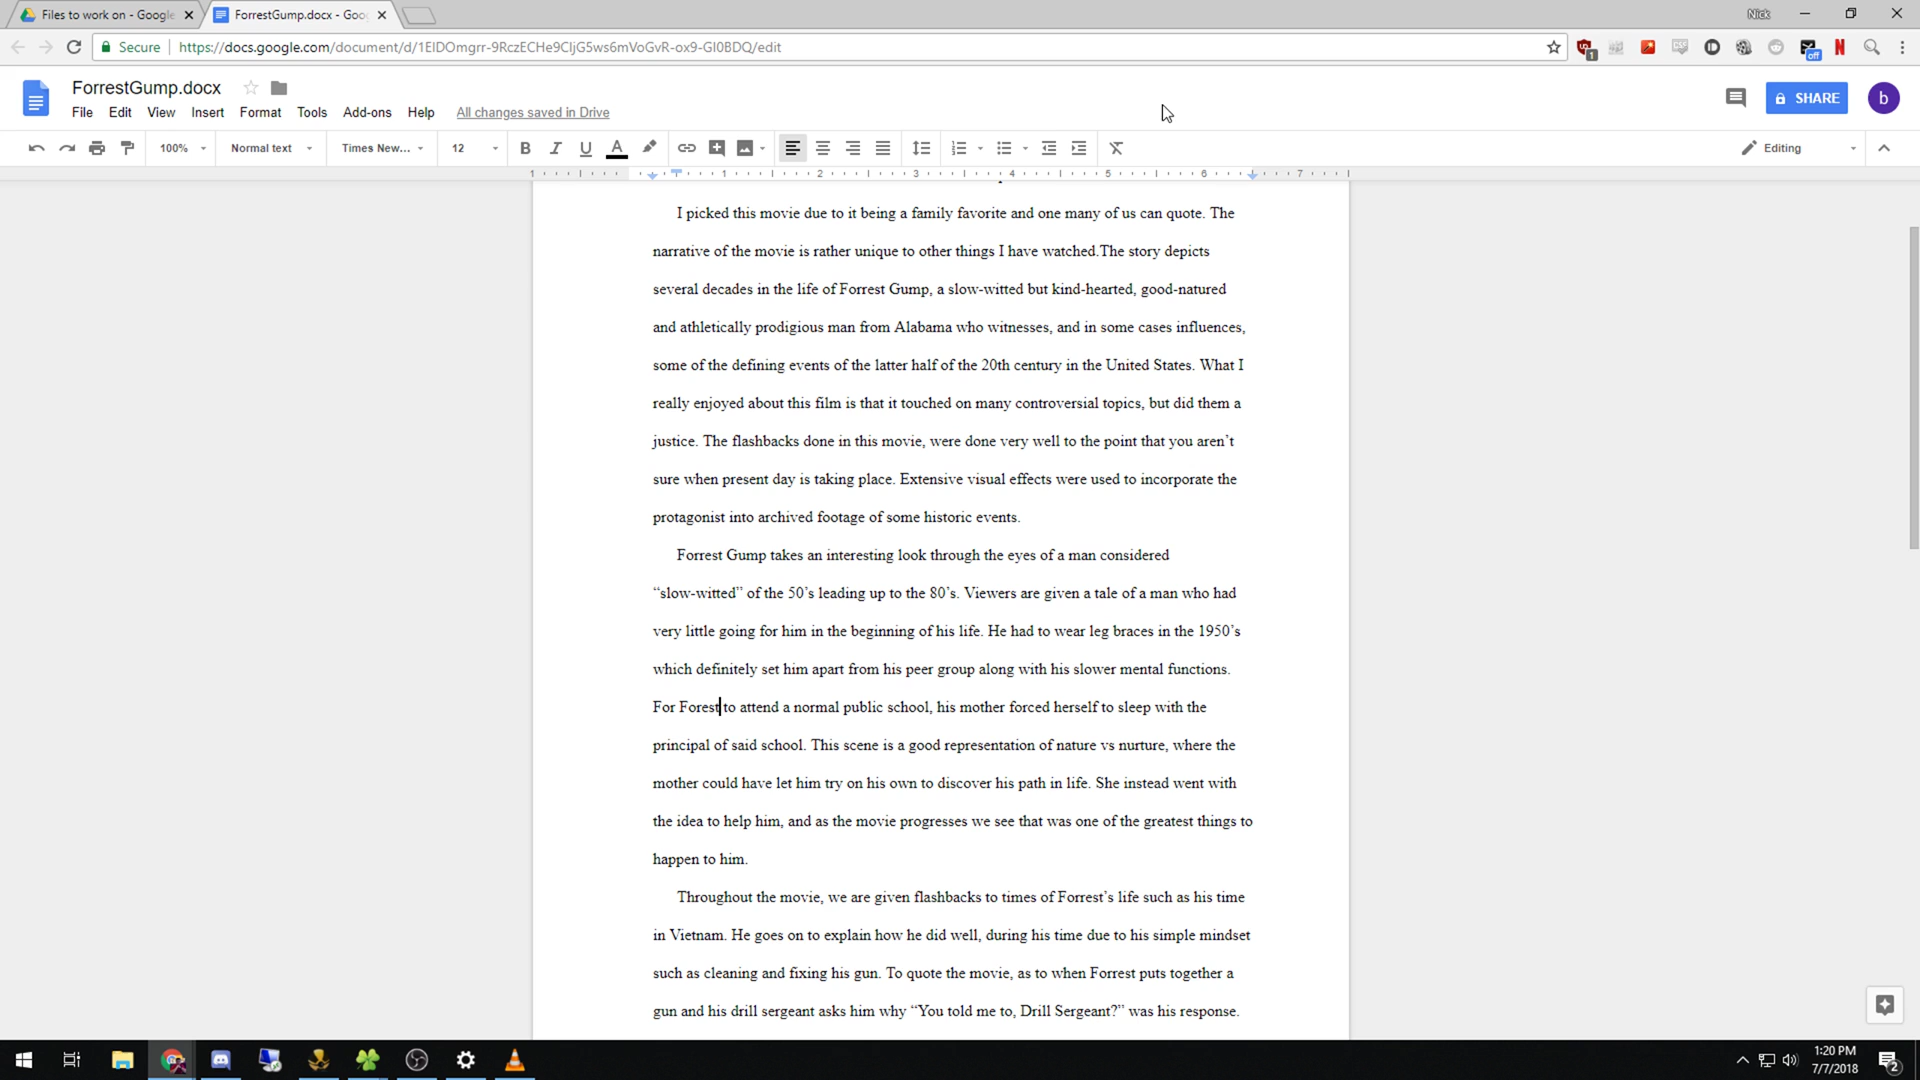 Files to work on - Google
ForrestGump.docx - Goo
Nick
Secure
https://docs.google.com/document/d/1EIDOmgrr-9RczECHe9CIjG5ws6mVoGvR-ox9-GI0BDQ/edit
1
off
ForrestGump.docx
File Edit View Insert Format Tools Add-ons Help All changes saved in Drive
SHARE
b
100% Normal text Times New... 12 B I U A
Editing
1 1 2 3 4 5 6 7
I picked this movie due to it being a family favorite and one many of us can quote. The
narrative of the movie is rather unique to other things I have watched.The story depicts
several decades in the life of Forrest Gump, a slow-witted but kind-hearted, good-natured
and athletically prodigious man from Alabama who witnesses, and in some cases influences,
some of the defining events of the latter half of the 20th century in the United States. What I
really enjoyed about this film is that it touched on many controversial topics, but did them a
justice. The flashbacks done in this movie, were done very well to the point that you aren’t
sure when present day is taking place. Extensive visual effects were used to incorporate the
protagonist into archived footage of some historic events.
Forrest Gump takes an interesting look through the eyes of a man considered
“slow-witted” of the 50’s leading up to the 80’s. Viewers are given a tale of a man who had
very little going for him in the beginning of his life. He had to wear leg braces in the 1950’s
which definitely set him apart from his peer group along with his slower mental functions.
For Forest to attend a normal public school, his mother forced herself to sleep with the
principal of said school. This scene is a good representation of nature vs nurture, where the
mother could have let him try on his own to discover his path in life. She instead went with
the idea to help him, and as the movie progresses we see that was one of the greatest things to
happen to him.
Throughout the movie, we are given flashbacks to times of Forrest’s life such as his time
in Vietnam. He goes on to explain how he did well, during his time due to his simple mindset
such as cleaning and fixing his gun. To quote the movie, as to when Forrest puts together a
gun and his drill sergeant asks him why “You told me to, Drill Sergeant?” was his response.
1:20 PM
7/7/2018
2